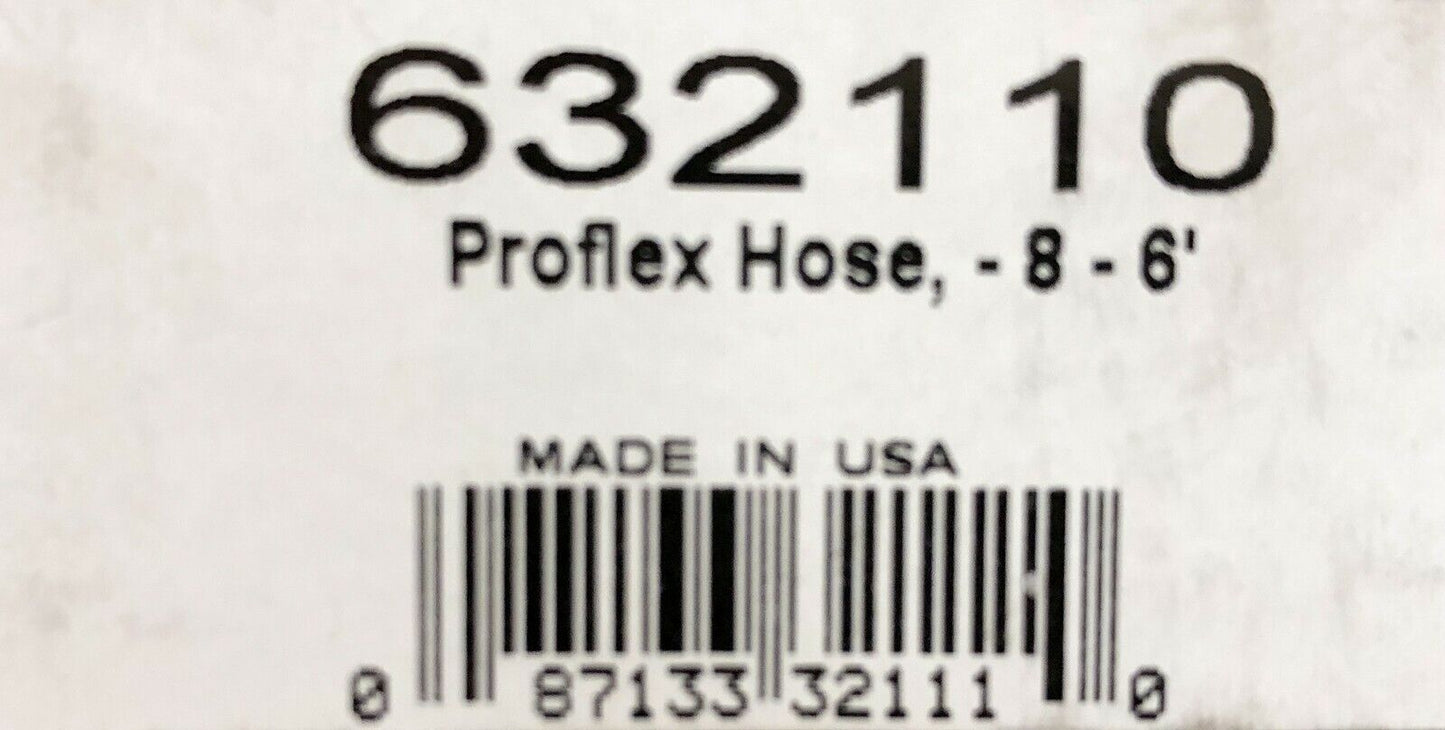 632110
Proflex Hose, - 8 - 6'
MADE IN USA
0 87133 32111 0